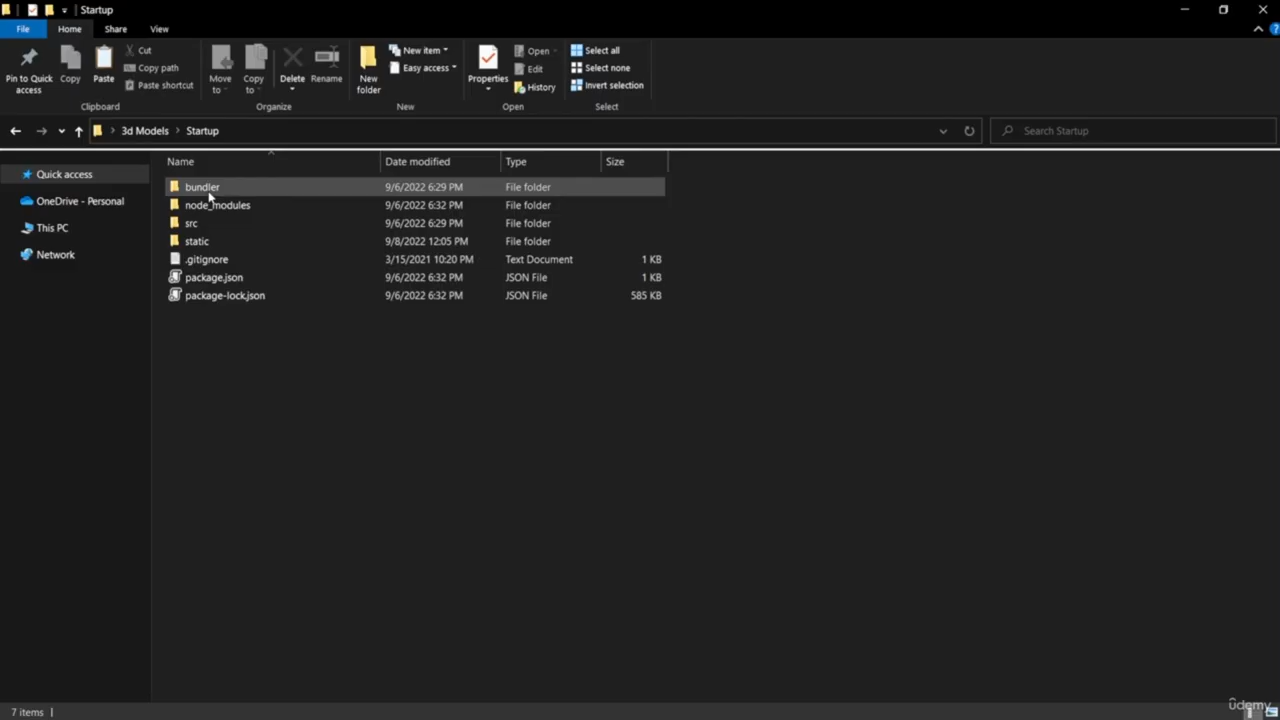 Startup
File Home Share View
Pin to Quick access
Copy
Paste
Cut
Copy path
Paste shortcut
Move to
Copy to
Delete
Rename
New folder
New item
Easy access
Properties
Open
Edit
History
Select all
Select none
Invert selection
Clipboard Organize New Open Select
3d Models Startup Search Startup
Name Date modified Type Size
Quick access
OneDrive - Personal
This PC
Network
bundler 9/6/2022 6:29 PM File folder
node_modules 9/6/2022 6:32 PM File folder
src 9/6/2022 6:29 PM File folder
static 9/8/2022 12:05 PM File folder
.gitignore 3/15/2021 10:20 PM Text Document 1 KB
package.json 9/6/2022 6:32 PM JSON File 1 KB
package-lock.json 9/6/2022 6:32 PM JSON File 585 KB
7 items
ûdemy